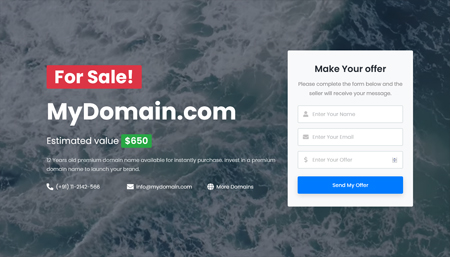 For Sale!
MyDomain.com
Estimated value $650
12 Years old premium domain name available for instantly purchase. Invest in a premium
domain name to launch your brand.
(+91) 11-2142-566
info@mydomain.com
More Domains
Make Your offer
Please complete the form below and the
seller will receive your message.
Enter Your Name
Enter Your Email
$ Enter Your Offer
Send My Offer